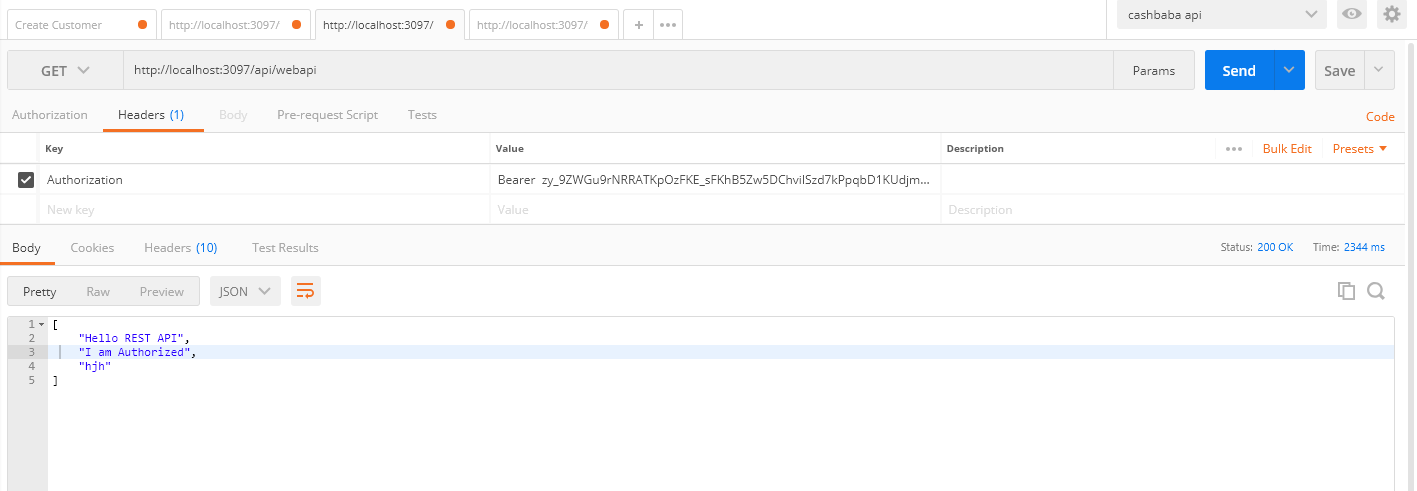 Create Customer http://localhost:3097/ http://localhost:3097/ http://localhost:3097/ + ••• cashbaba api
GET http://localhost:3097/api/webapi Params Send Save
Authorization Headers (1) Body Pre-request Script Tests Code
Key Value Description ••• Bulk Edit Presets
Authorization Bearer zy_9ZWGu9rNRRATKpOzFKE_sFKhB5Zw5DChvilSzd7kPpqbD1KUdjm...
New key Value Description
Body Cookies Headers (10) Test Results Status: 200 OK Time: 2344 ms
Pretty Raw Preview JSON
1 [
2 "Hello REST API",
3 "I am Authorized",
4 "hjh"
5 ]